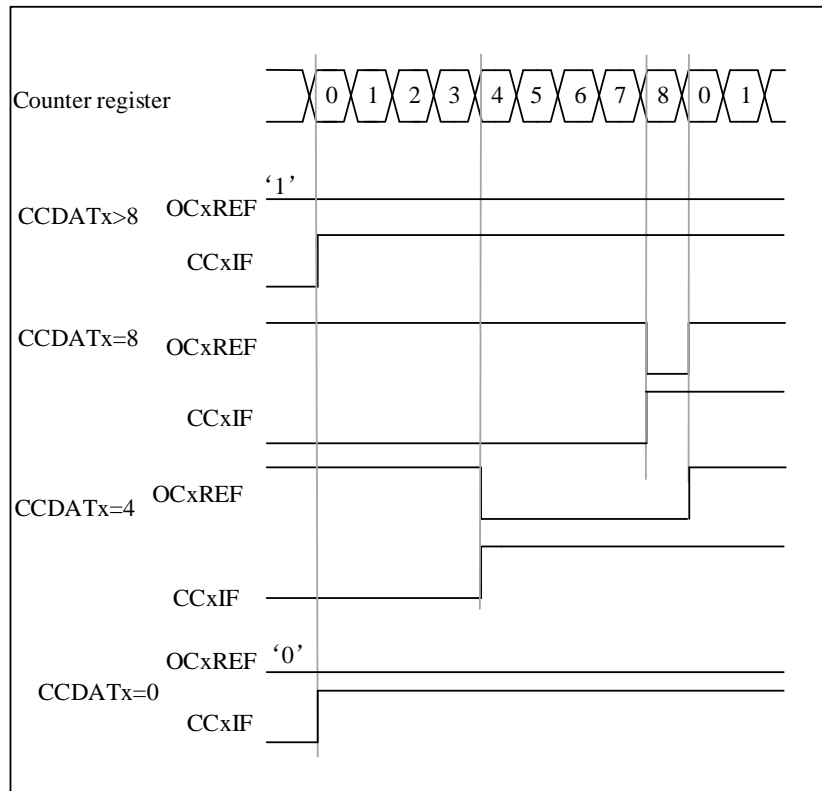 Counter register 0 1 2 3 4 5 6 7 8 0 1
‘1’
CCDATx>8 OCxREF
CCxIF
CCDATx=8 OCxREF
CCxIF
OCxREF
CCDATx=4
CCxIF
OCxREF ‘0’
CCDATx=0
CCxIF